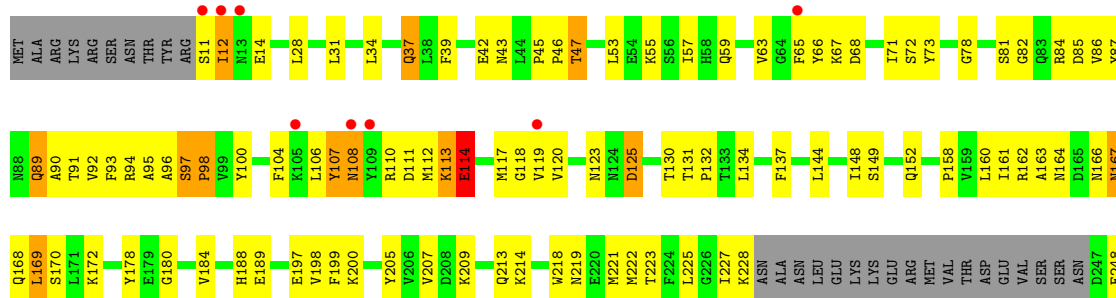 MET ALA ARG LYS ARG SER ASN THR TYR ARG S11 I12 N13 E14 L28 L31 L34 Q37 L38 F39 E42 N43 L44 P45 P46 T47 L53 E54 K55 S56 I57 H58 Q59 V63 G64 F65 Y66 K67 D68 I71 S72 Y73 G78 S81 G82 Q83 R84 D85 V86 Y87
N88 Q89 A90 T91 V92 F93 R94 A95 A96 S97 P98 V99 Y100 F104 K105 L106 Y107 N108 Y109 R110 D111 M112 K113 E114 M117 G118 V119 V120 N123 N124 D125 T130 T131 P132 T133 L134 F137 L144 I148 S149 Q152 P158 V159 L160 I161 R162 A163 N164 D165 N166 N167
Q168 L169 S170 L171 K172 Y178 E179 G180 V184 H188 E189 E197 V198 F199 K200 Y205 V206 V207 D208 K209 Q213 K214 W218 N219 E220 M221 M222 T223 F224 L225 G226 I227 K228 ASN ALA ASN LEU GLU LYS LYS GLU ARG MET VAL THR ASP GLU VAL SER SER ASN D247